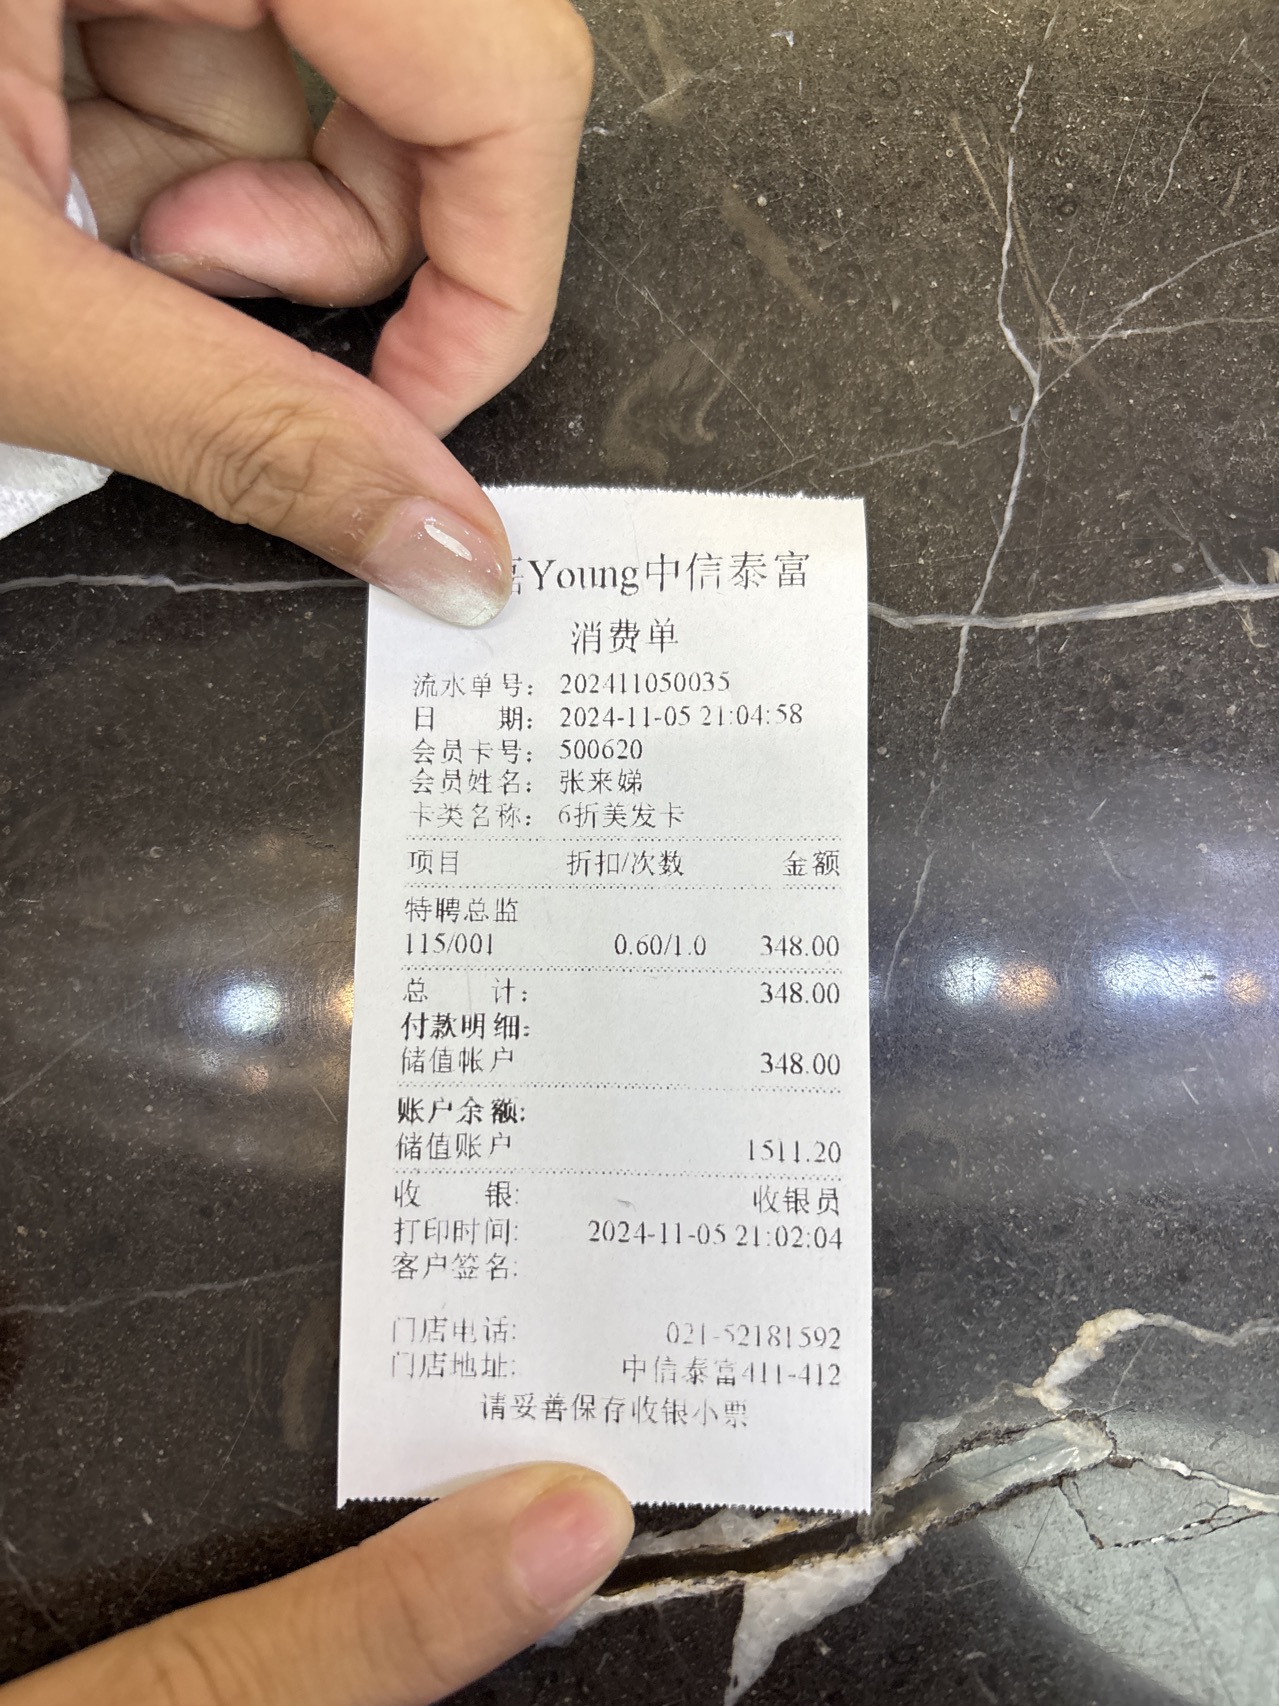 Young中信泰富
消费单
流水单号： 202411050035
日 期： 2024-11-05 21:04:58
会员卡号： 500620
会员姓名： 张来娣
卡类名称： 6折美发卡
项目 折扣/次数 金额
特聘总监
115/001 0.60/1.0 348.00
总 计： 348.00
付款明细：
储值帐户 348.00
账户余额：
储值账户 1511.20
收 银: 收银员
打印时间: 2024-11-05 21:02:04
客户签名:
门店电话: 021-52181592
门店地址: 中信泰富411-412
请妥善保存收银小票